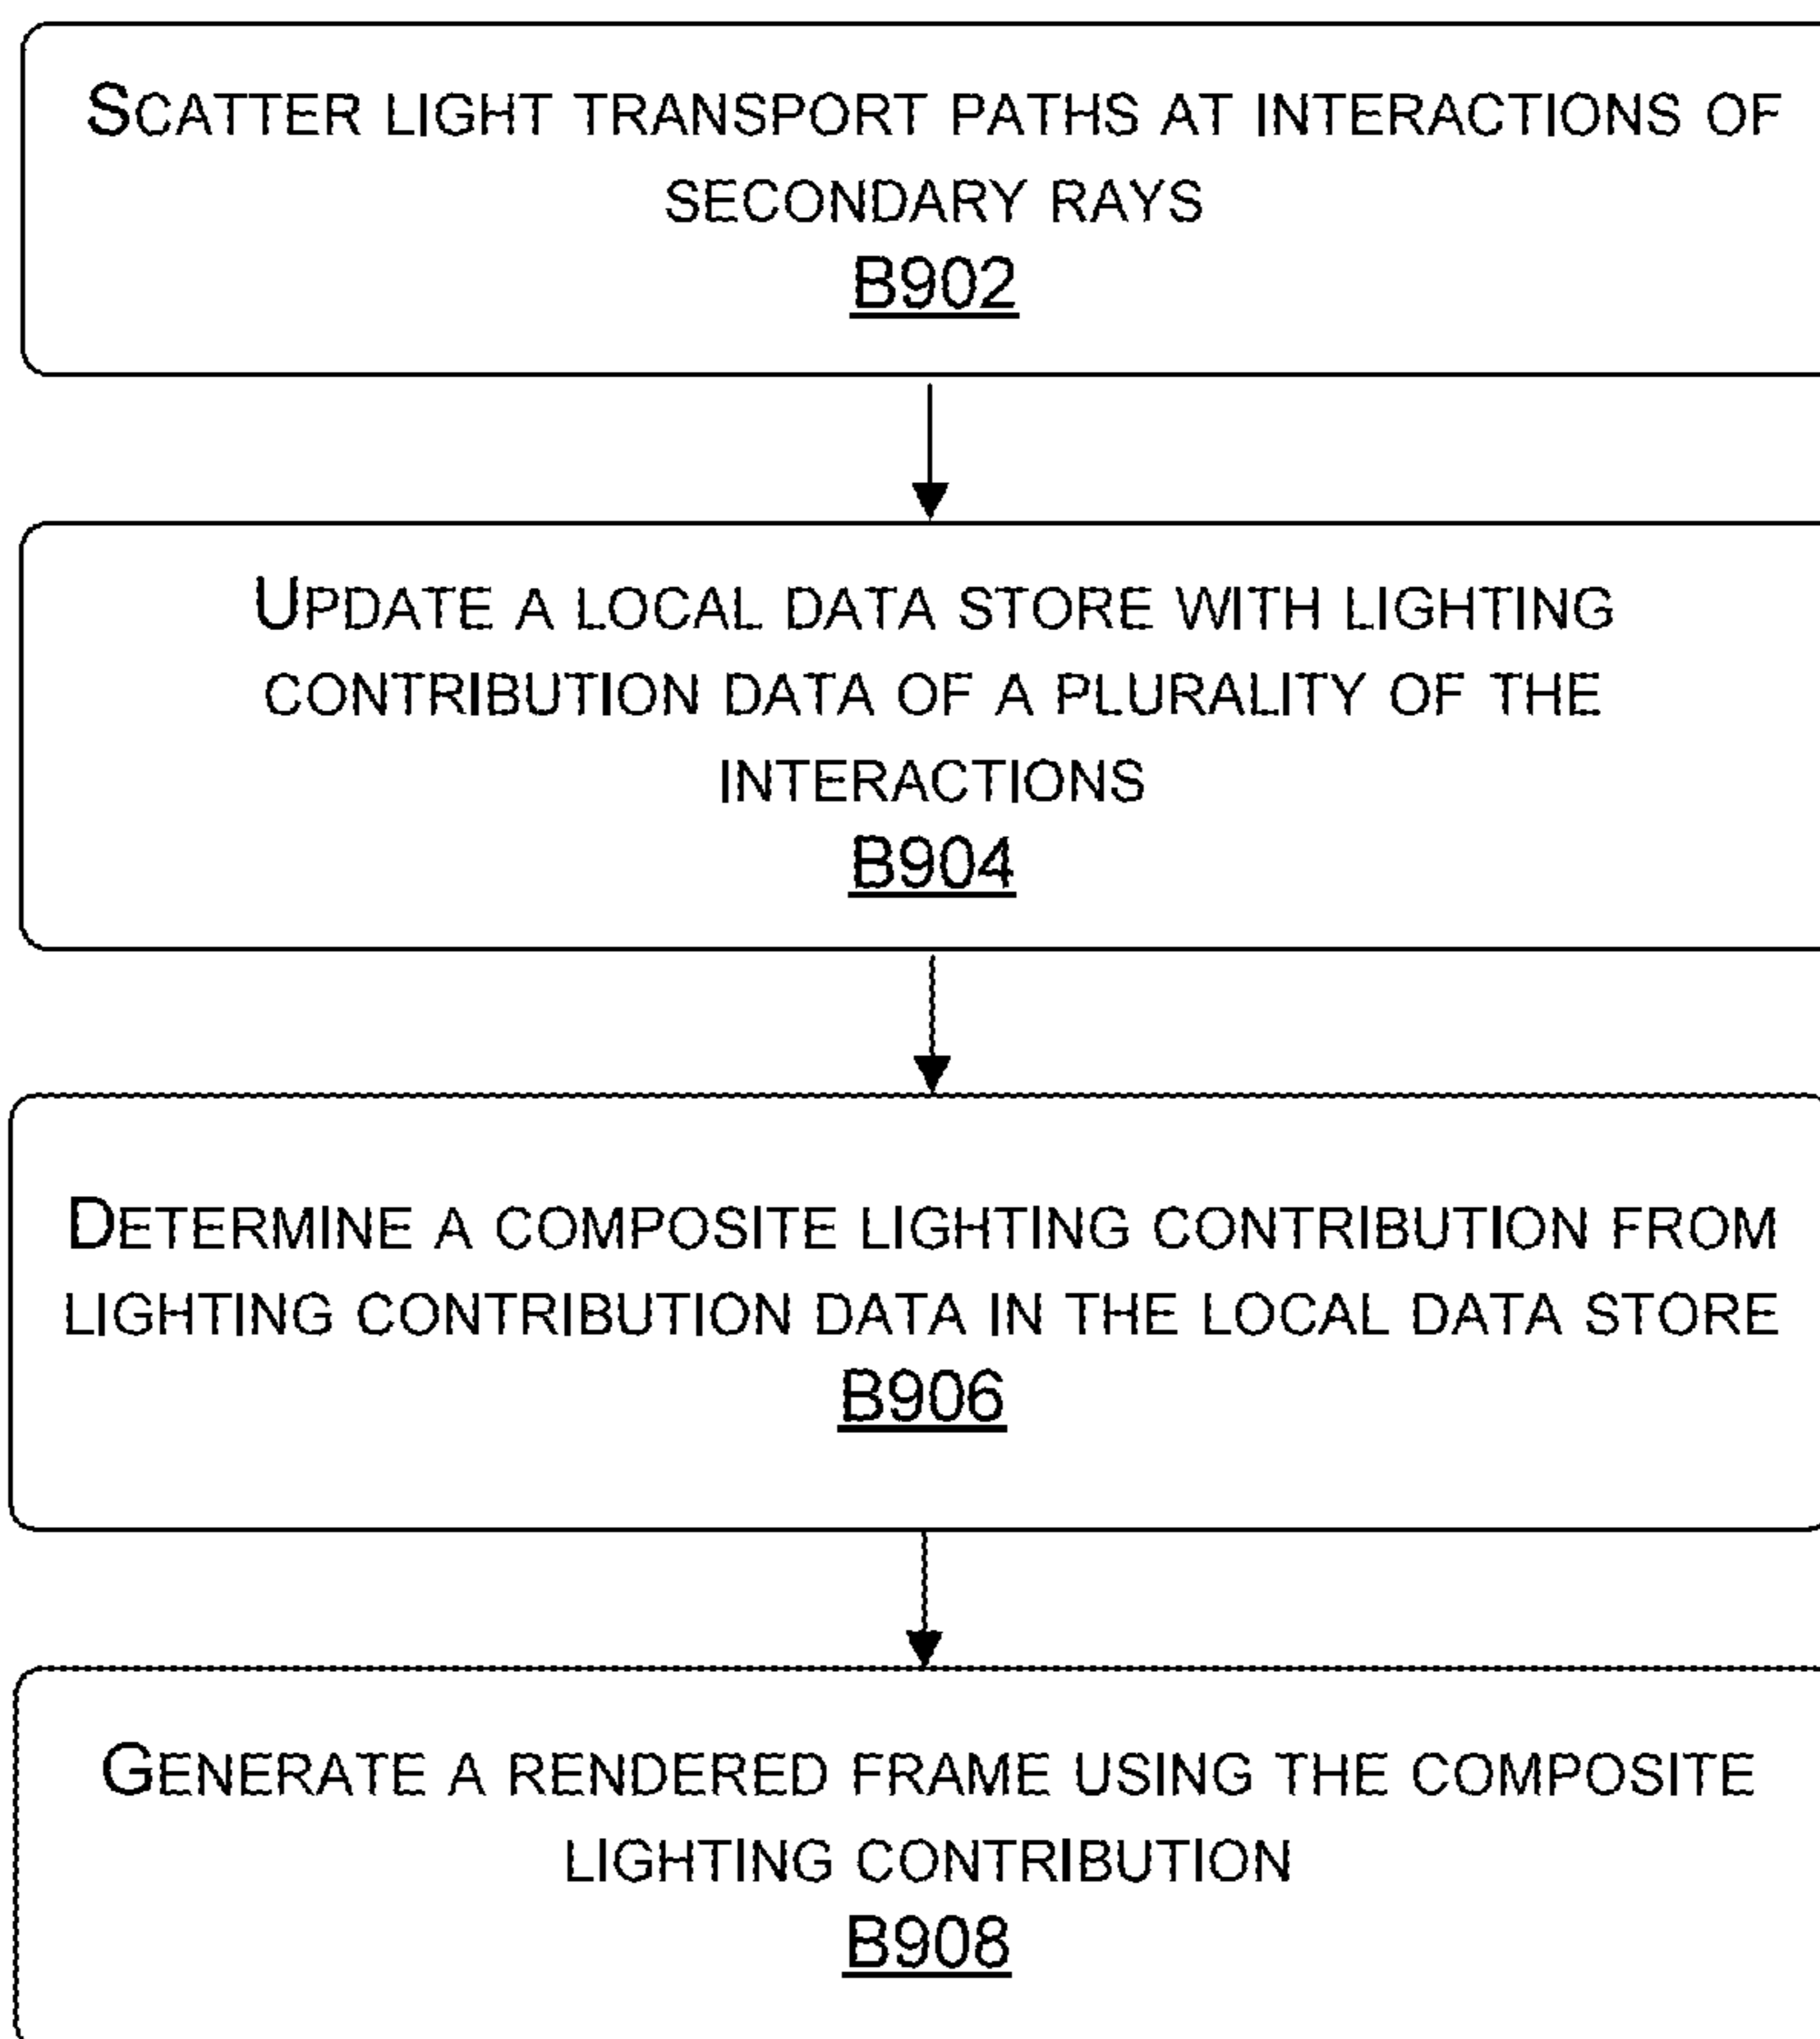 SCATTER LIGHT TRANSPORT PATHS AT INTERACTIONS OF
SECONDARY RAYS
B902
UPDATE A LOCAL DATA STORE WITH LIGHTING
CONTRIBUTION DATA OF A PLURALITY OF THE
INTERACTIONS
B904
DETERMINE A COMPOSITE LIGHTING CONTRIBUTION FROM
LIGHTING CONTRIBUTION DATA IN THE LOCAL DATA STORE
B906
GENERATE A RENDERED FRAME USING THE COMPOSITE
LIGHTING CONTRIBUTION
B908